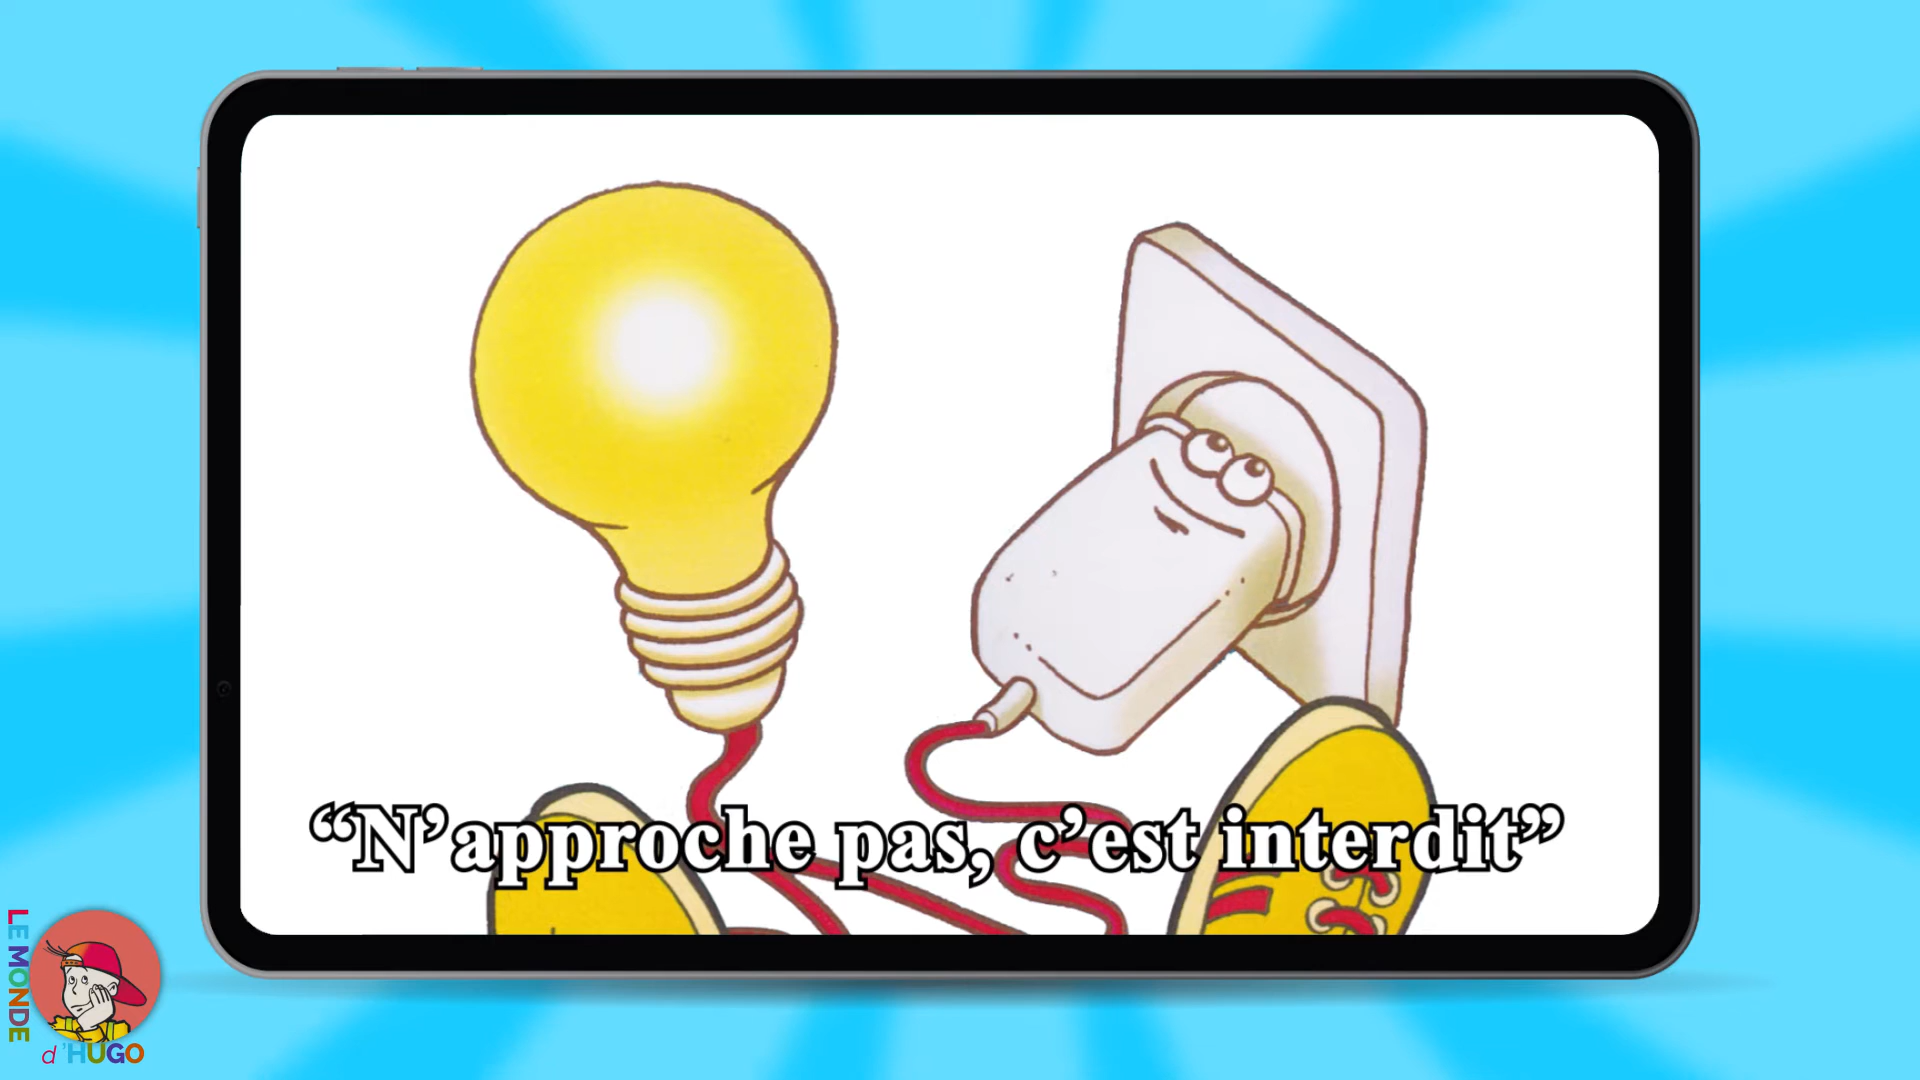 “N’approche pas, c’est interdit”
LE MONDE
d’HUGO